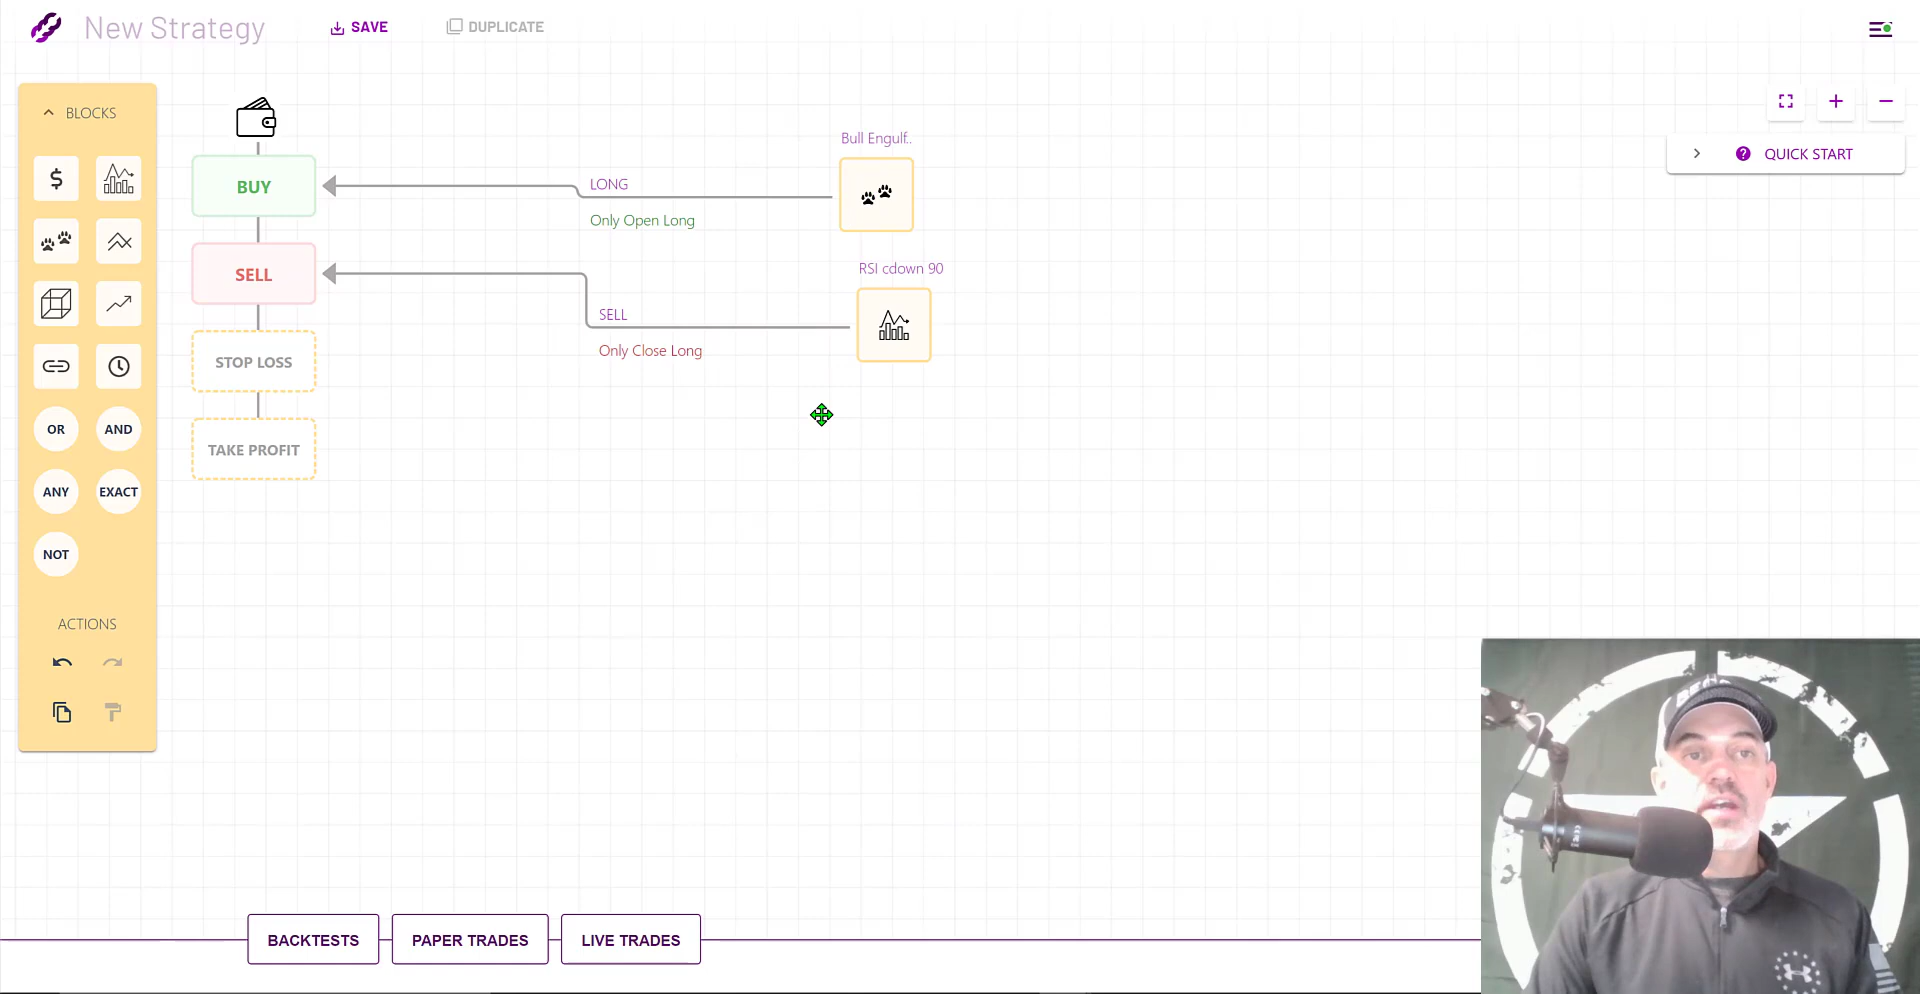 New Strategy
SAVE
DUPLICATE
BLOCKS
$
OR
AND
ANY
EXACT
NOT
ACTIONS
BUY
SELL
STOP LOSS
TAKE PROFIT
LONG
Only Open Long
Bull Engulf..
SELL
Only Close Long
RSI cdown 90
? QUICK START
BACKTESTS
PAPER TRADES
LIVE TRADES